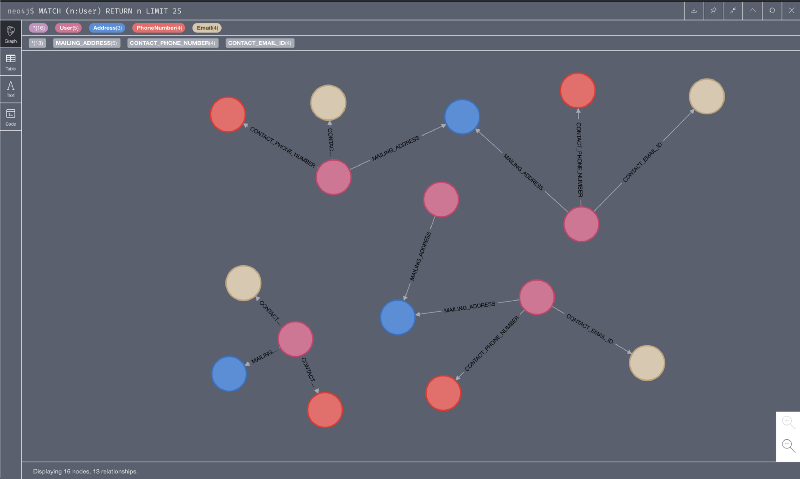 neo4j$ MATCH (n:User) RETURN n LIMIT 25
*(16) User(5) Address(3) PhoneNumber(4) Email(4)
Graph
*(13) MAILING_ADDRESS(5) CONTACT_PHONE_NUMBER(4) CONTACT_EMAIL_ID(4)
Table
Text
Code
CONTACT_PHONE_NUMBER
CONTACT...
MAILING_ADDRESS
MAILING_ADDRESS
CONTACT_PHONE_NUMBER
CONTACT_EMAIL_ID
MAILING_ADDRESS
CONTACT...
MAILING...
CONTACT...
MAILING_ADDRESS
CONTACT_PHONE_NUMBER
CONTACT_EMAIL_ID
Displaying 16 nodes, 13 relationships.